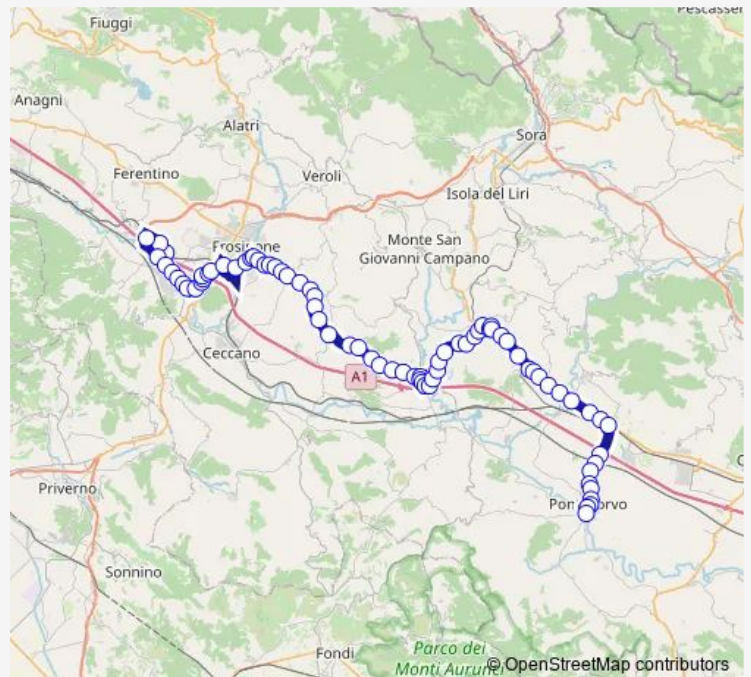 Fiuggi
Anagni
Alatri
Sora
Ferentino
Veroli
Isola del Liri
Monte San
Giovanni Campano
Ceccano
A1
Priverno
Sonnino
Fondi
Parco dei
Monti Aurunci
© OpenStreetMap contributors